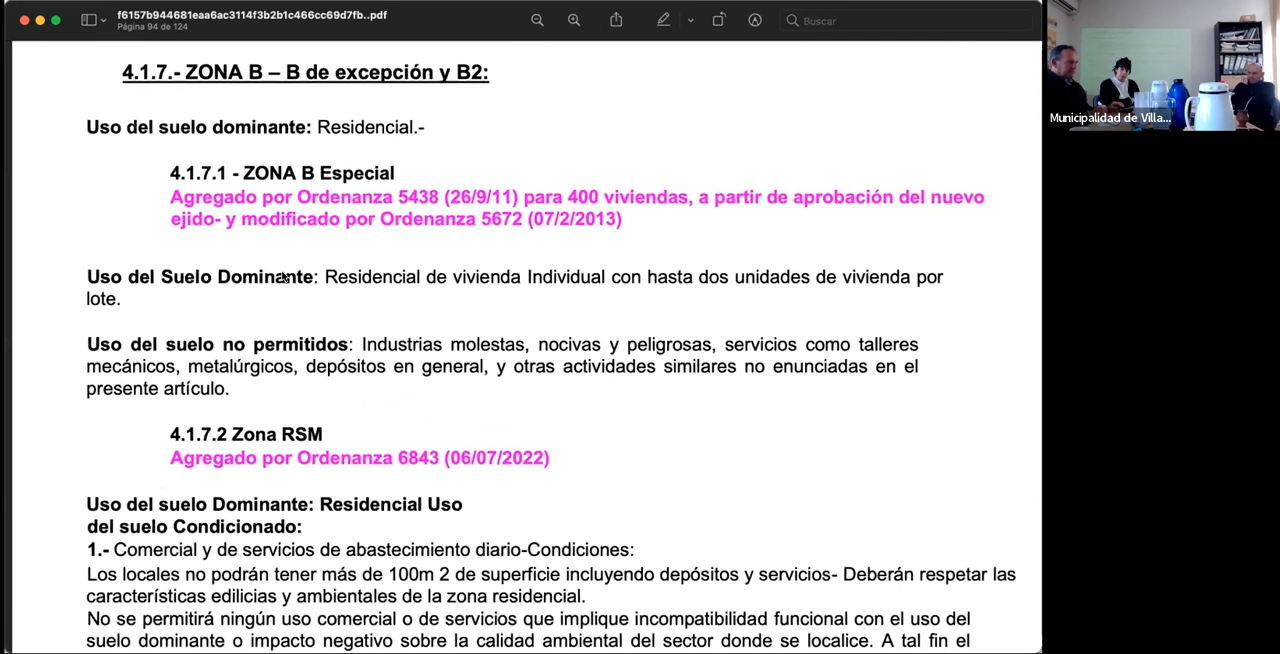 f6157b944681eaa6ac3114f3b2b1c466cc69d7fb..pdf
Página 94 de 124
Buscar
Municipalidad de Villa...
4.1.7.- ZONA B – B de excepción y B2:
Uso del suelo dominante: Residencial.-
4.1.7.1 - ZONA B Especial
Agregado por Ordenanza 5438 (26/9/11) para 400 viviendas, a partir de aprobación del nuevo
ejido- y modificado por Ordenanza 5672 (07/2/2013)
Uso del Suelo Dominante: Residencial de vivienda Individual con hasta dos unidades de vivienda por
lote.
Uso del suelo no permitidos: Industrias molestas, nocivas y peligrosas, servicios como talleres
mecánicos, metalúrgicos, depósitos en general, y otras actividades similares no enunciadas en el
presente artículo.
4.1.7.2 Zona RSM
Agregado por Ordenanza 6843 (06/07/2022)
Uso del suelo Dominante: Residencial Uso
del suelo Condicionado:
1.- Comercial y de servicios de abastecimiento diario-Condiciones:
Los locales no podrán tener más de 100m 2 de superficie incluyendo depósitos y servicios- Deberán respetar las
características edilicias y ambientales de la zona residencial.
No se permitirá ningún uso comercial o de servicios que implique incompatibilidad funcional con el uso del
suelo dominante o impacto negativo sobre la calidad ambiental del sector donde se localice. A tal fin el